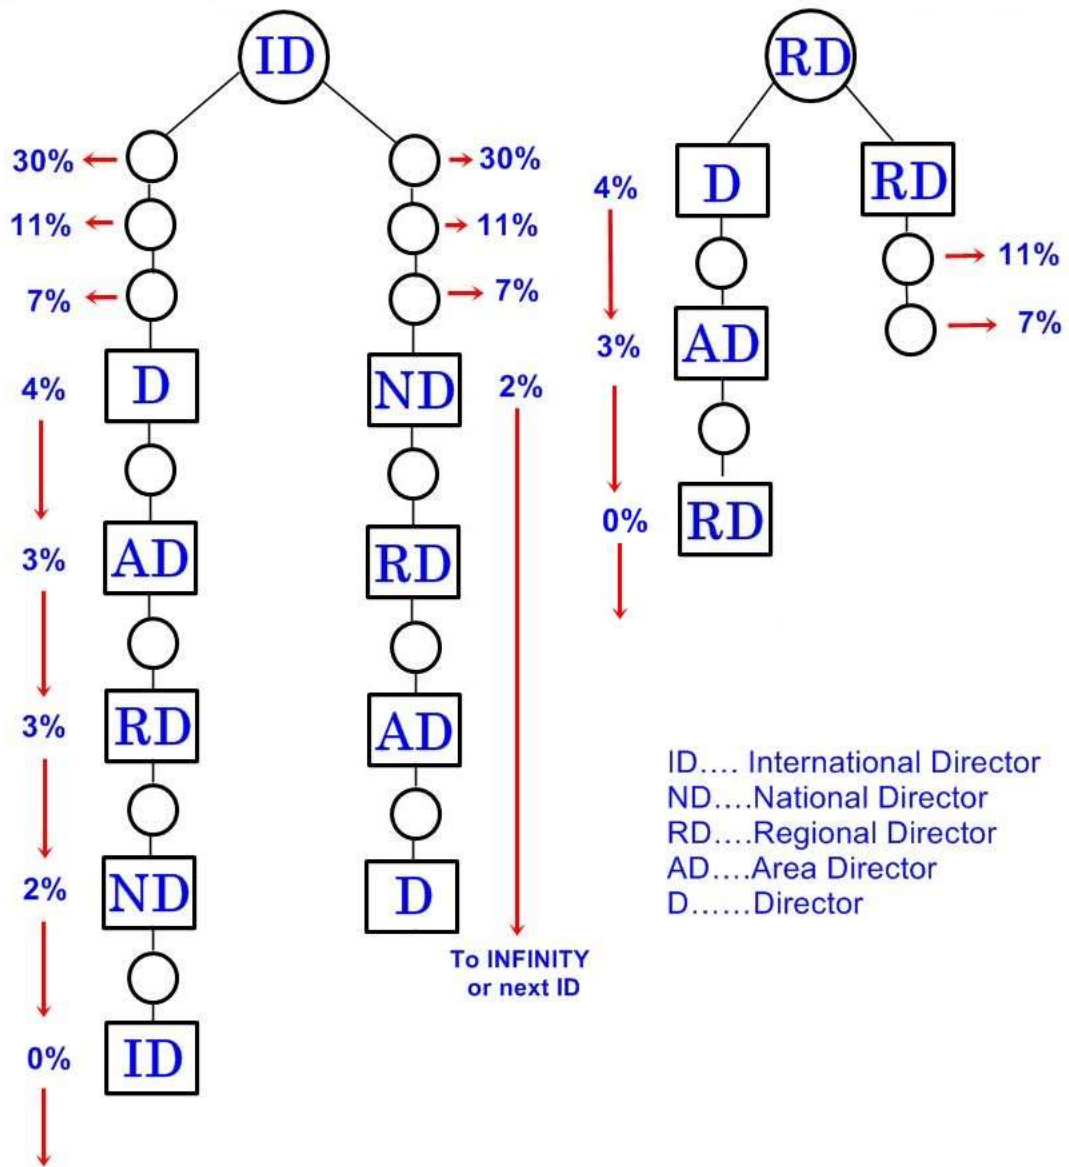 ID
RD
30%
30%
11%
11%
7%
7%
D
4%
ND
2%
AD
3%
RD
RD
3%
AD
ND
2%
D
To INFINITY
or next ID
ID
0%
D
4%
RD
11%
7%
AD
3%
RD
0%
ID.... International Director
ND....National Director
RD....Regional Director
AD....Area Director
D......Director